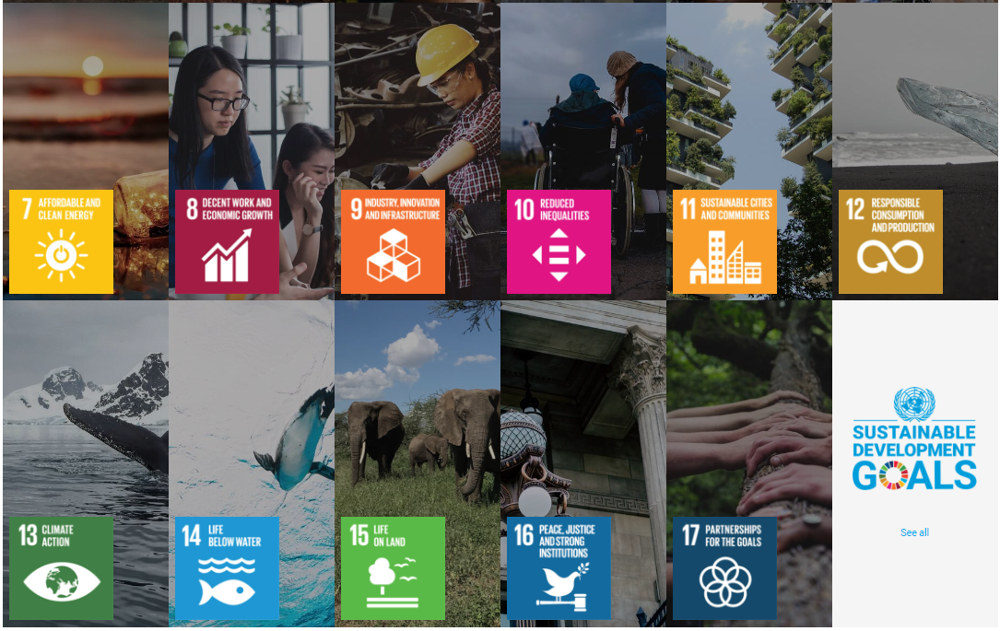 7 AFFORDABLE AND
CLEAN ENERGY
8 DECENT WORK AND
ECONOMIC GROWTH
9 INDUSTRY, INNOVATION
AND INFRASTRUCTURE
10 REDUCED
INEQUALITIES
11 SUSTAINABLE CITIES
AND COMMUNITIES
12 RESPONSIBLE
CONSUMPTION
AND PRODUCTION
13 CLIMATE
ACTION
14 LIFE
BELOW WATER
15 LIFE
ON LAND
16 PEACE, JUSTICE
AND STRONG
INSTITUTIONS
17 PARTNERSHIPS
FOR THE GOALS
SUSTAINABLE
DEVELOPMENT
GOALS
See all